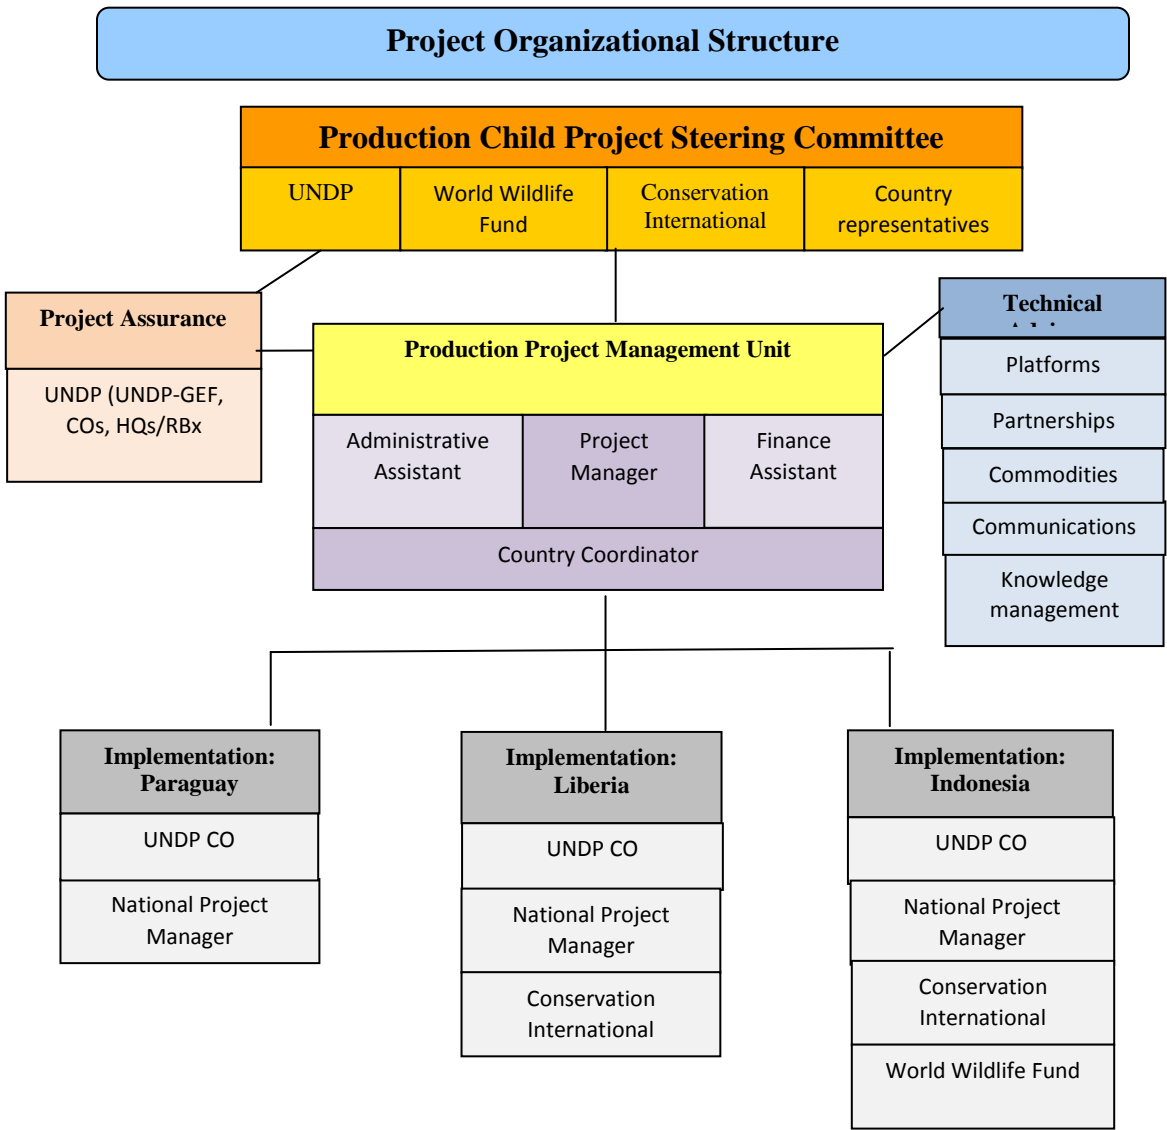 Project Organizational Structure
Production Child Project Steering Committee
UNDP
World Wildlife
Fund
Conservation
International
Country
representatives
Project Assurance
UNDP (UNDP-GEF,
COs, HQs/RBx
Production Project Management Unit
Administrative
Assistant
Project
Manager
Finance
Assistant
Country Coordinator
Technical
Platforms
Partnerships
Commodities
Communications
Knowledge
management
Implementation:
Paraguay
UNDP CO
National Project
Manager
Implementation:
Liberia
UNDP CO
National Project
Manager
Conservation
International
Implementation:
Indonesia
UNDP CO
National Project
Manager
Conservation
International
World Wildlife Fund